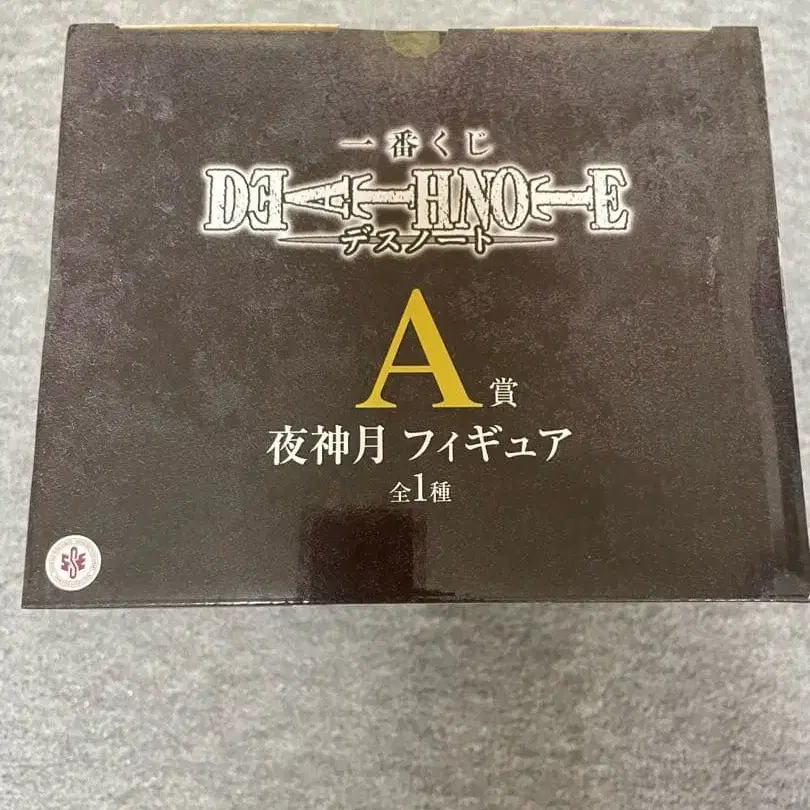 一番くじ
DEATH NOTE
デスノート
A賞
夜神月 フィギュア
全1種